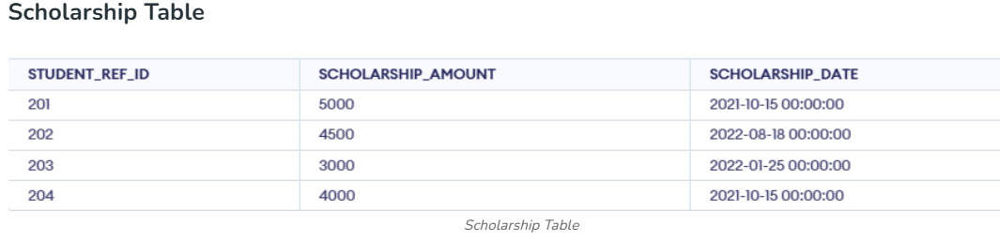 Scholarship Table
STUDENT_REF_ID SCHOLARSHIP_AMOUNT SCHOLARSHIP_DATE
201 5000 2021-10-15 00:00:00
202 4500 2022-08-18 00:00:00
203 3000 2022-01-25 00:00:00
204 4000 2021-10-15 00:00:00
Scholarship Table